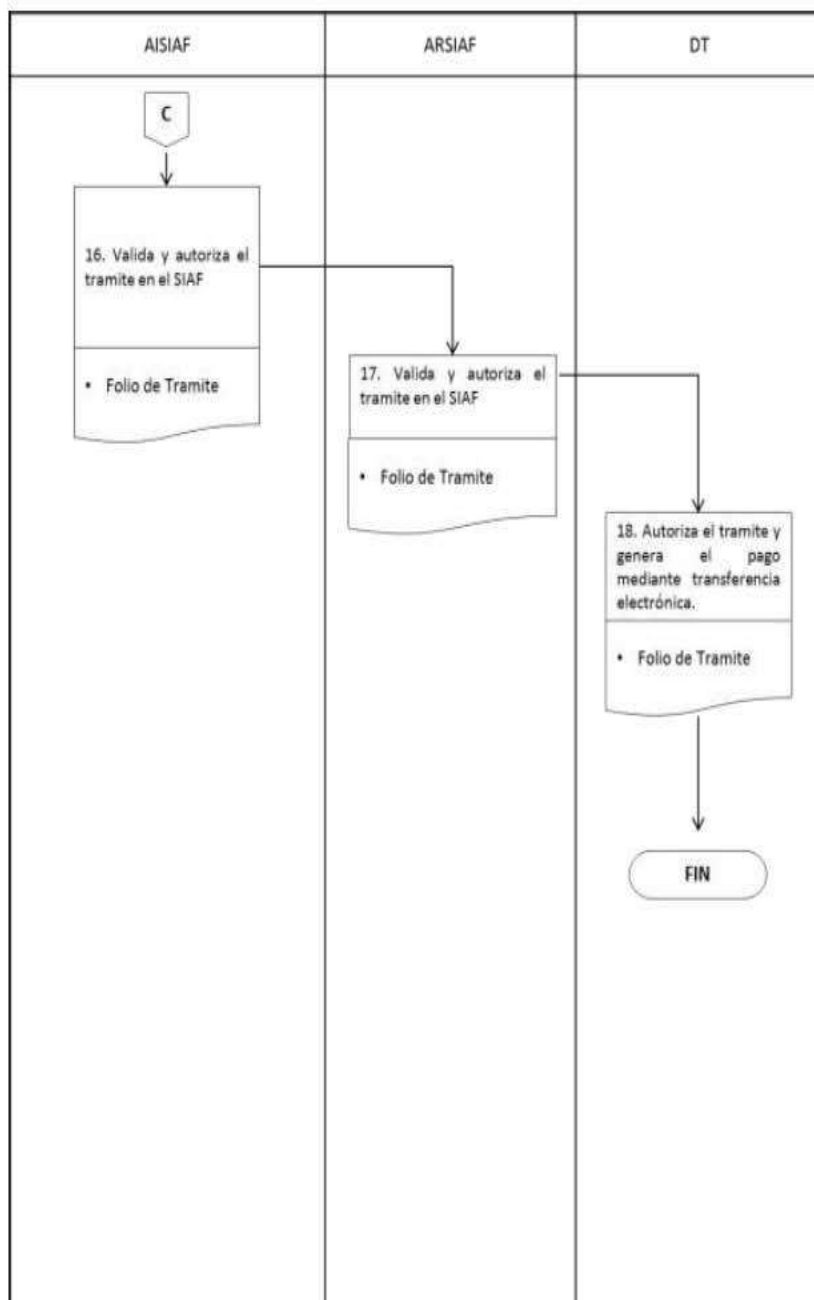 AISIAF
ARSIAF
DT
C
16. Valida y autoriza el
tramite en el SIAF
• Folio de Tramite
17. Valida y autoriza el
tramite en el SIAF
• Folio de Tramite
18. Autoriza el tramite y
genera el pago
mediante transferencia
electrónica.
• Folio de Tramite
FIN